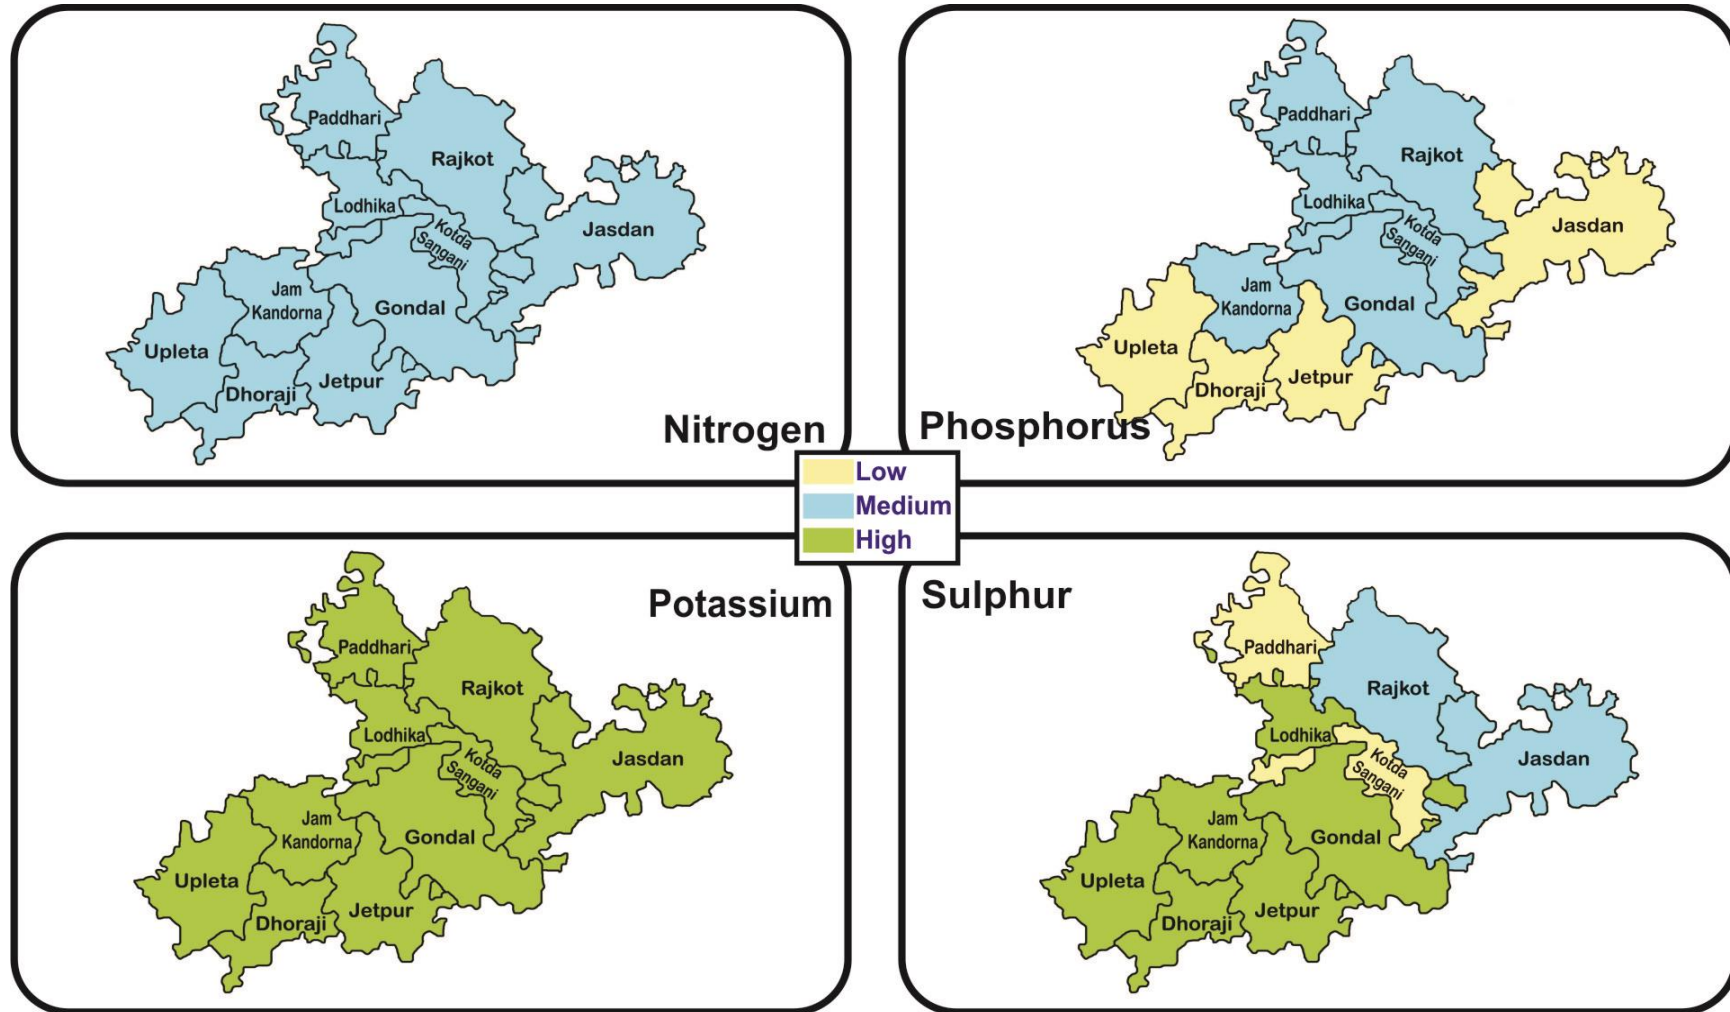 Paddhari
Rajkot
Lodhika
Kotda
Sangani
Jasdan
Jam
Kandorna
Gondal
Upleta
Dhoraji
Jetpur
Nitrogen
Paddhari
Rajkot
Lodhika
Kotda
Sangani
Jasdan
Jam
Kandorna
Gondal
Upleta
Dhoraji
Jetpur
Phosphorus
Low
Medium
High
Potassium
Paddhari
Rajkot
Lodhika
Kotda
Sangani
Jasdan
Jam
Kandorna
Gondal
Upleta
Dhoraji
Jetpur
Sulphur
Paddhari
Rajkot
Lodhika
Kotda
Sangani
Jasdan
Jam
Kandorna
Gondal
Upleta
Dhoraji
Jetpur